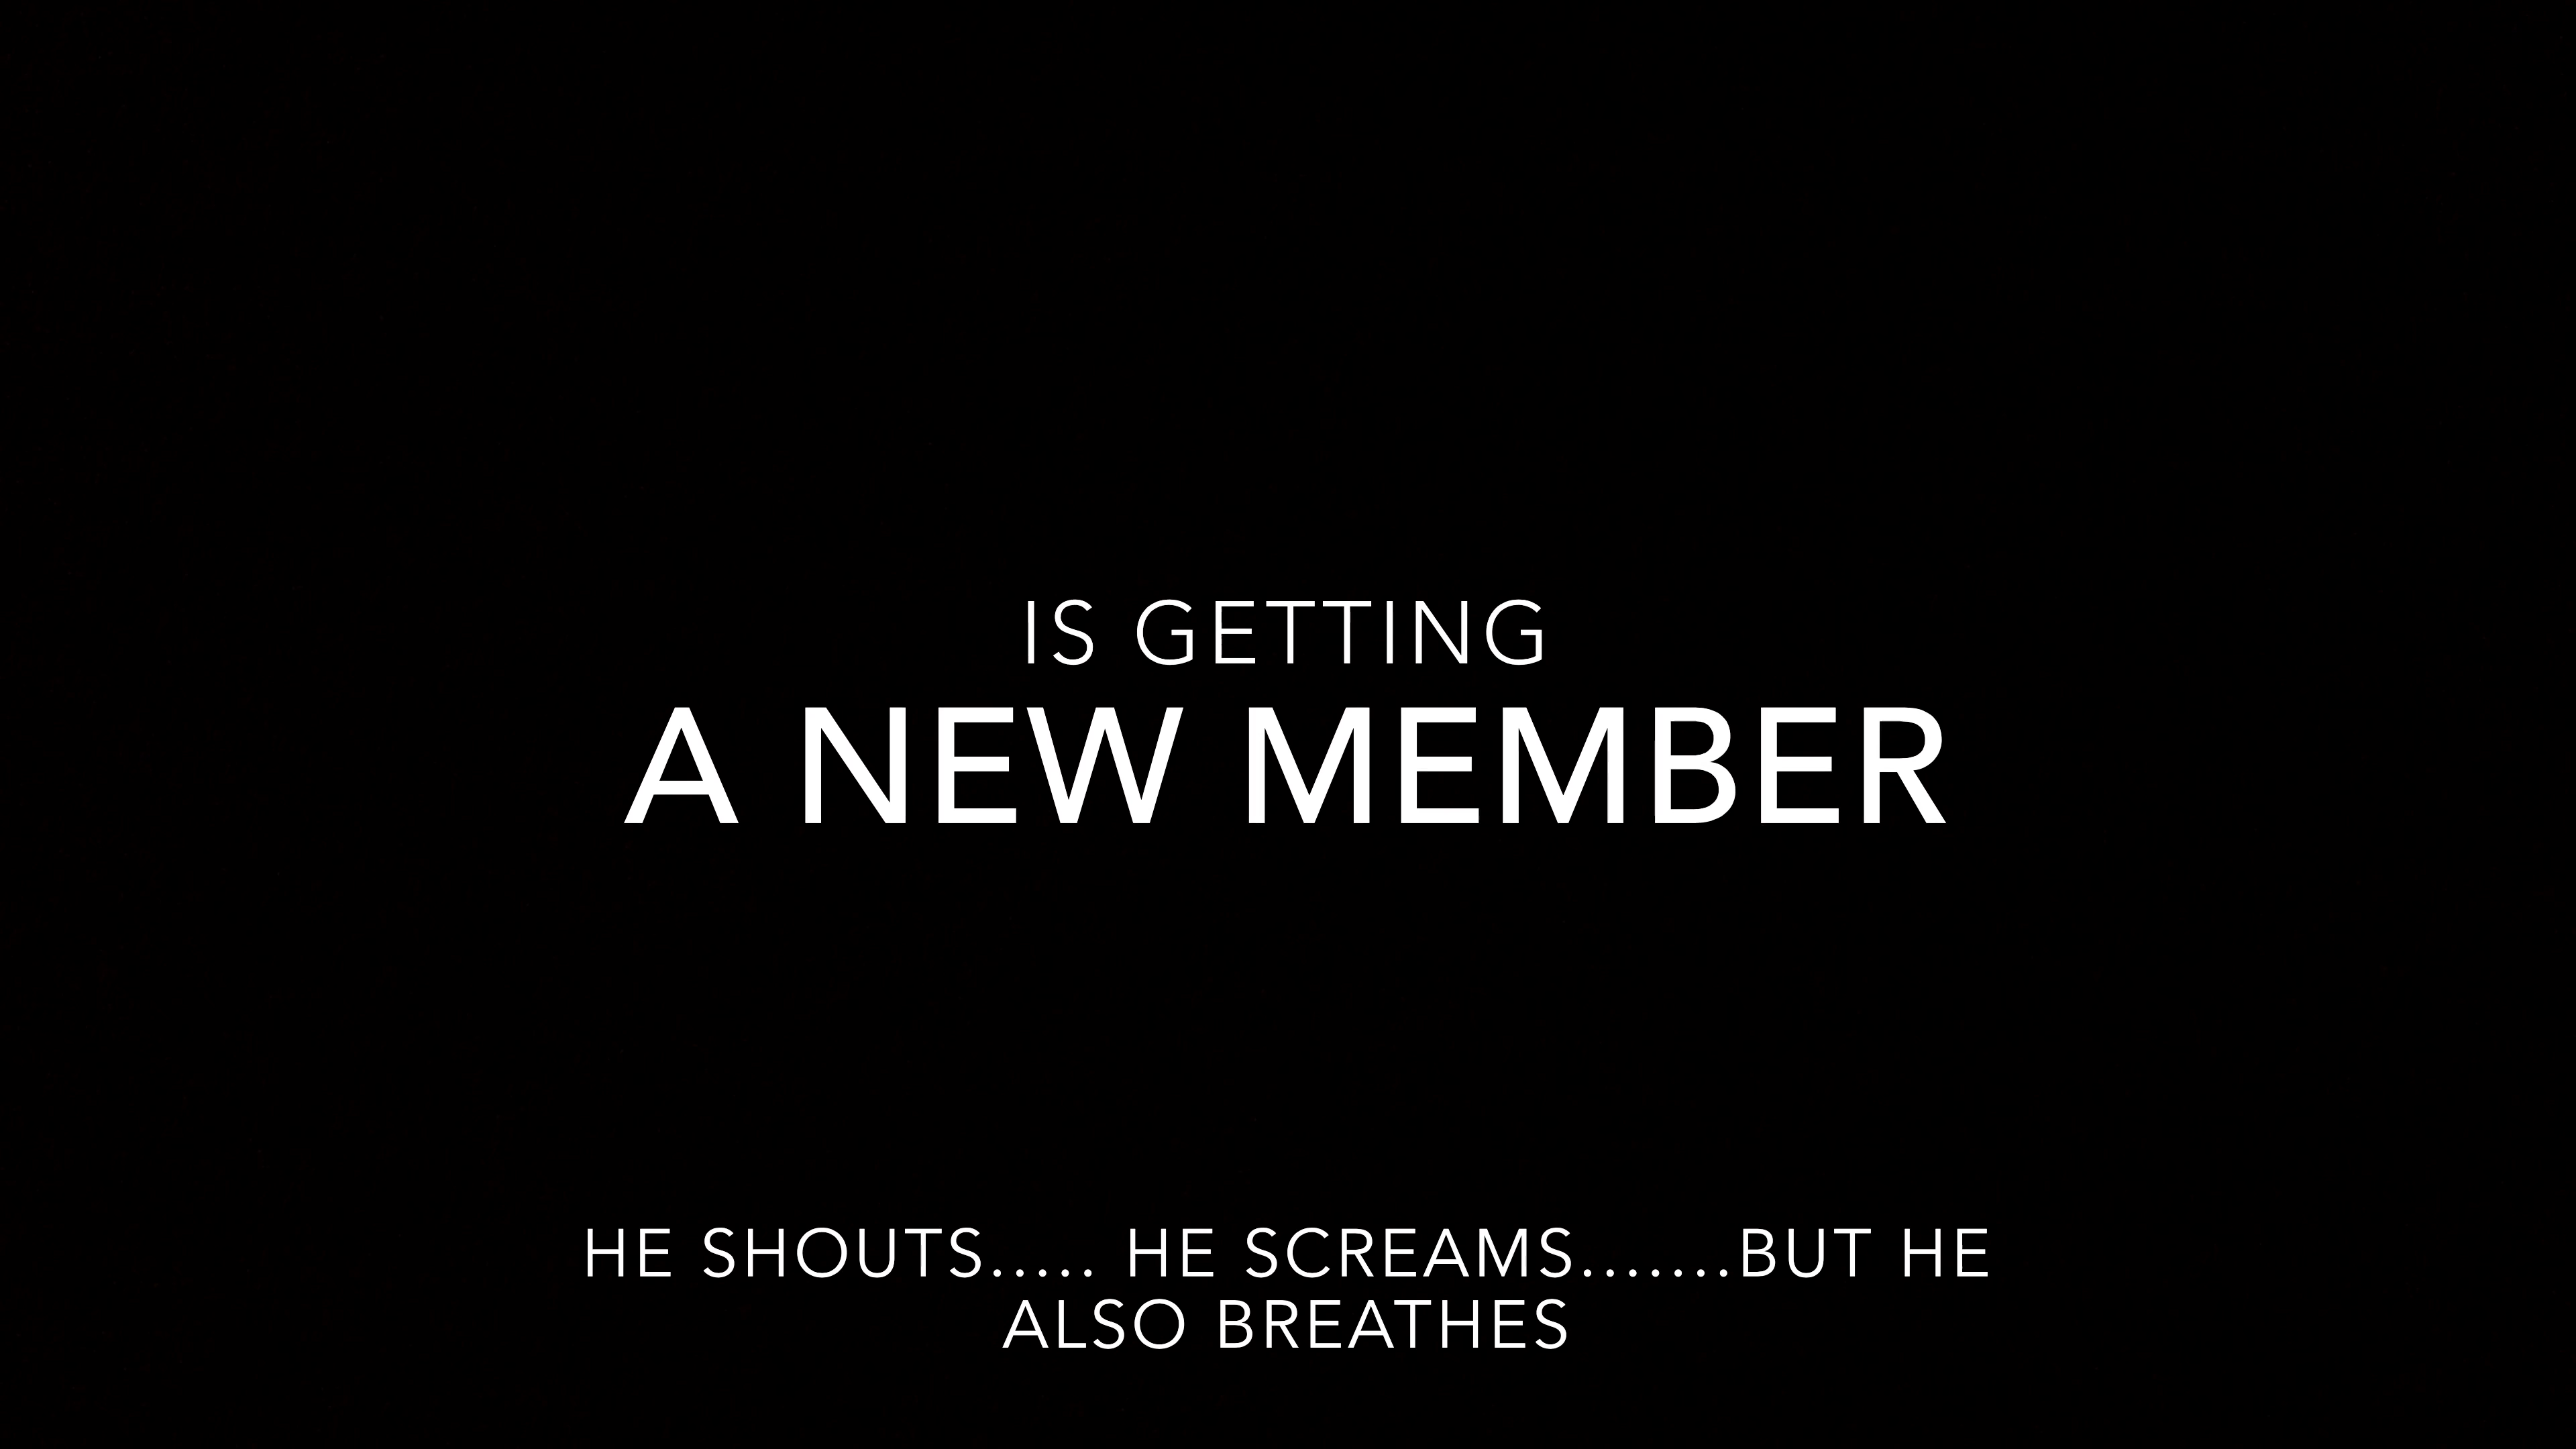 IS GETTING
A NEW MEMBER
HE SHOUTS..... HE SCREAMS.......BUT HE
ALSO BREATHES